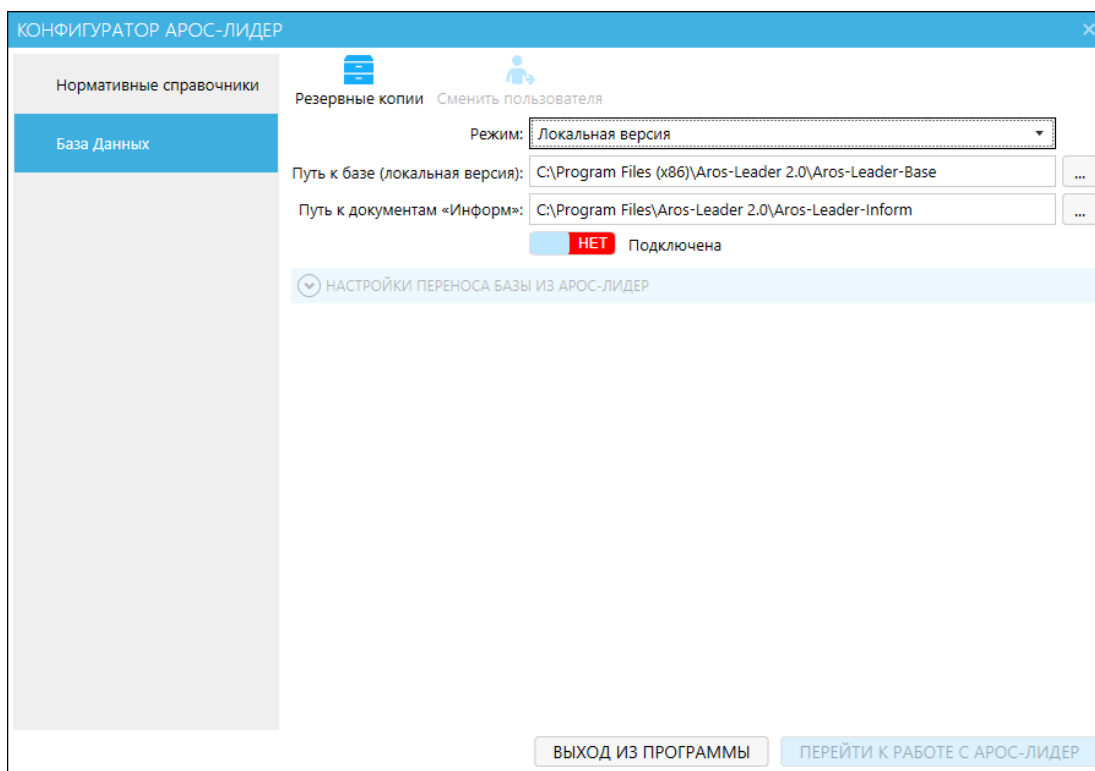 КОНФИГУРАТОР АРОС-ЛИДЕР
Нормативные справочники
База Данных
Резервные копии Сменить пользователя
Режим: Локальная версия
Путь к базе (локальная версия): C:\Program Files (x86)\Aros-Leader 2.0\Aros-Leader-Base ...
Путь к документам «Информ»: C:\Program Files\Aros-Leader 2.0\Aros-Leader-Inform ...
НЕТ Подключена
НАСТРОЙКИ ПЕРЕНОСА БАЗЫ ИЗ АРОС-ЛИДЕР
ВЫХОД ИЗ ПРОГРАММЫ ПЕРЕЙТИ К РАБОТЕ С АРОС-ЛИДЕР